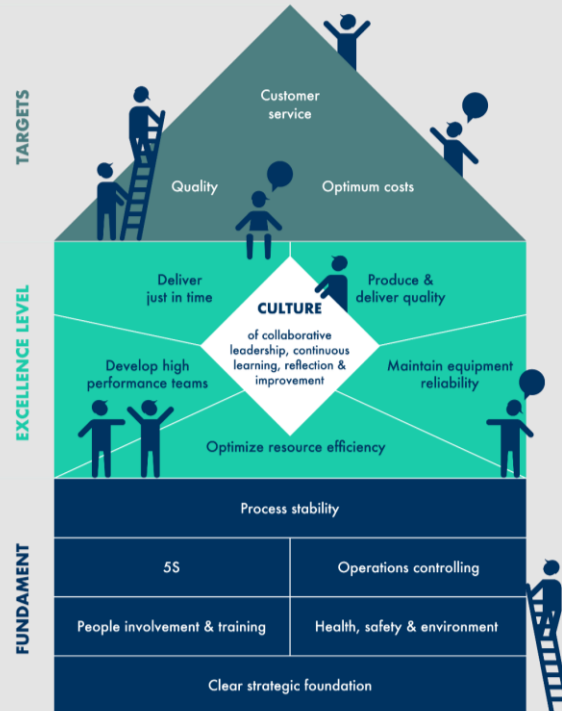 TARGETS
Customer
service
Quality
Optimum costs
EXCELLENCE LEVEL
Deliver
just in time
Produce &
deliver quality
CULTURE
of collaborative
leadership, continuous
learning, reflection &
improvement
Develop high
performance teams
Maintain equipment
reliability
Optimize resource efficiency
FUNDAMENT
Process stability
5S
Operations controlling
People involvement & training
Health, safety & environment
Clear strategic foundation